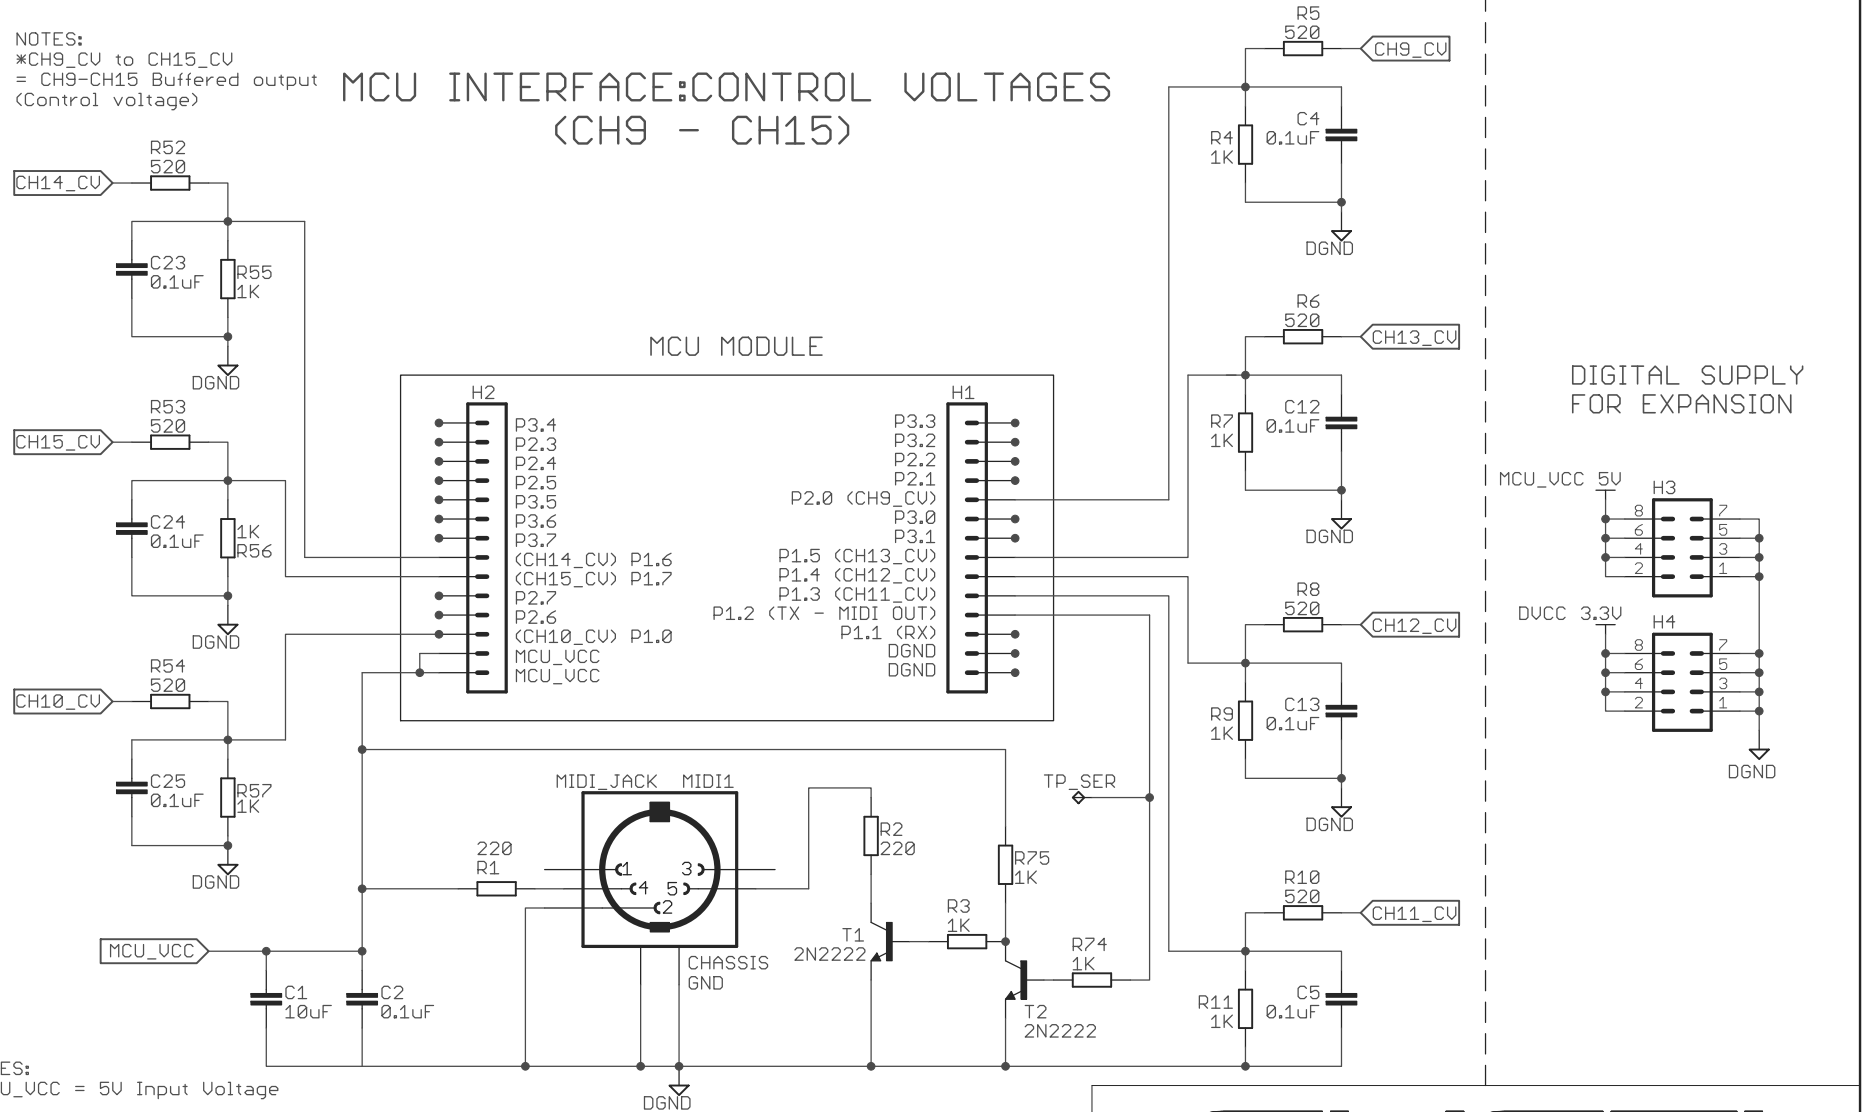 NOTES:
*CH9_CV to CH15_CV
= CH9-CH15 Buffered output
(Control voltage)
MCU INTERFACE:CONTROL VOLTAGES
(CH9 - CH15)
R52
520
CH14_CV
C23
0.1uF
R55
1K
DGND
R53
520
CH15_CV
C24
0.1uF
1K
R56
DGND
R54
520
CH10_CV
C25
0.1uF
R57
1K
DGND
MCU MODULE
H2
P3.4
P2.3
P2.4
P2.5
P3.5
P3.6
P3.7
(CH14_CV) P1.6
(CH15_CV) P1.7
P2.7
P2.6
(CH10_CV) P1.0
MCU_VCC
MCU_VCC
H1
P3.3
P3.2
P2.2
P2.1
P2.0 (CH9_CV)
P3.0
P3.1
P1.5 (CH13_CV)
P1.4 (CH12_CV)
P1.3 (CH11_CV)
P1.2 (TX - MIDI OUT)
P1.1 (RX)
DGND
DGND
R5
520
CH9_CV
R4
1K
C4
0.1uF
DGND
R6
520
CH13_CV
R7
1K
C12
0.1uF
DGND
R8
520
CH12_CV
R9
1K
C13
0.1uF
DGND
R10
520
CH11_CV
R11
1K
C5
0.1uF
MCU_VCC
C1
10uF
C2
0.1uF
220
R1
MIDI_JACK MIDI1
1
3
4
5
2
CHASSIS
GND
R2
220
T1
2N2222
R3
1K
R75
1K
TP_SER
R74
1K
T2
2N2222
DGND
ES:
U_VCC = 5V Input Voltage
DIGITAL SUPPLY
FOR EXPANSION
MCU_VCC 5V
H3
8 7
6 5
4 3
2 1
DVCC 3.3V
H4
8 7
6 5
4 3
2 1
DGND